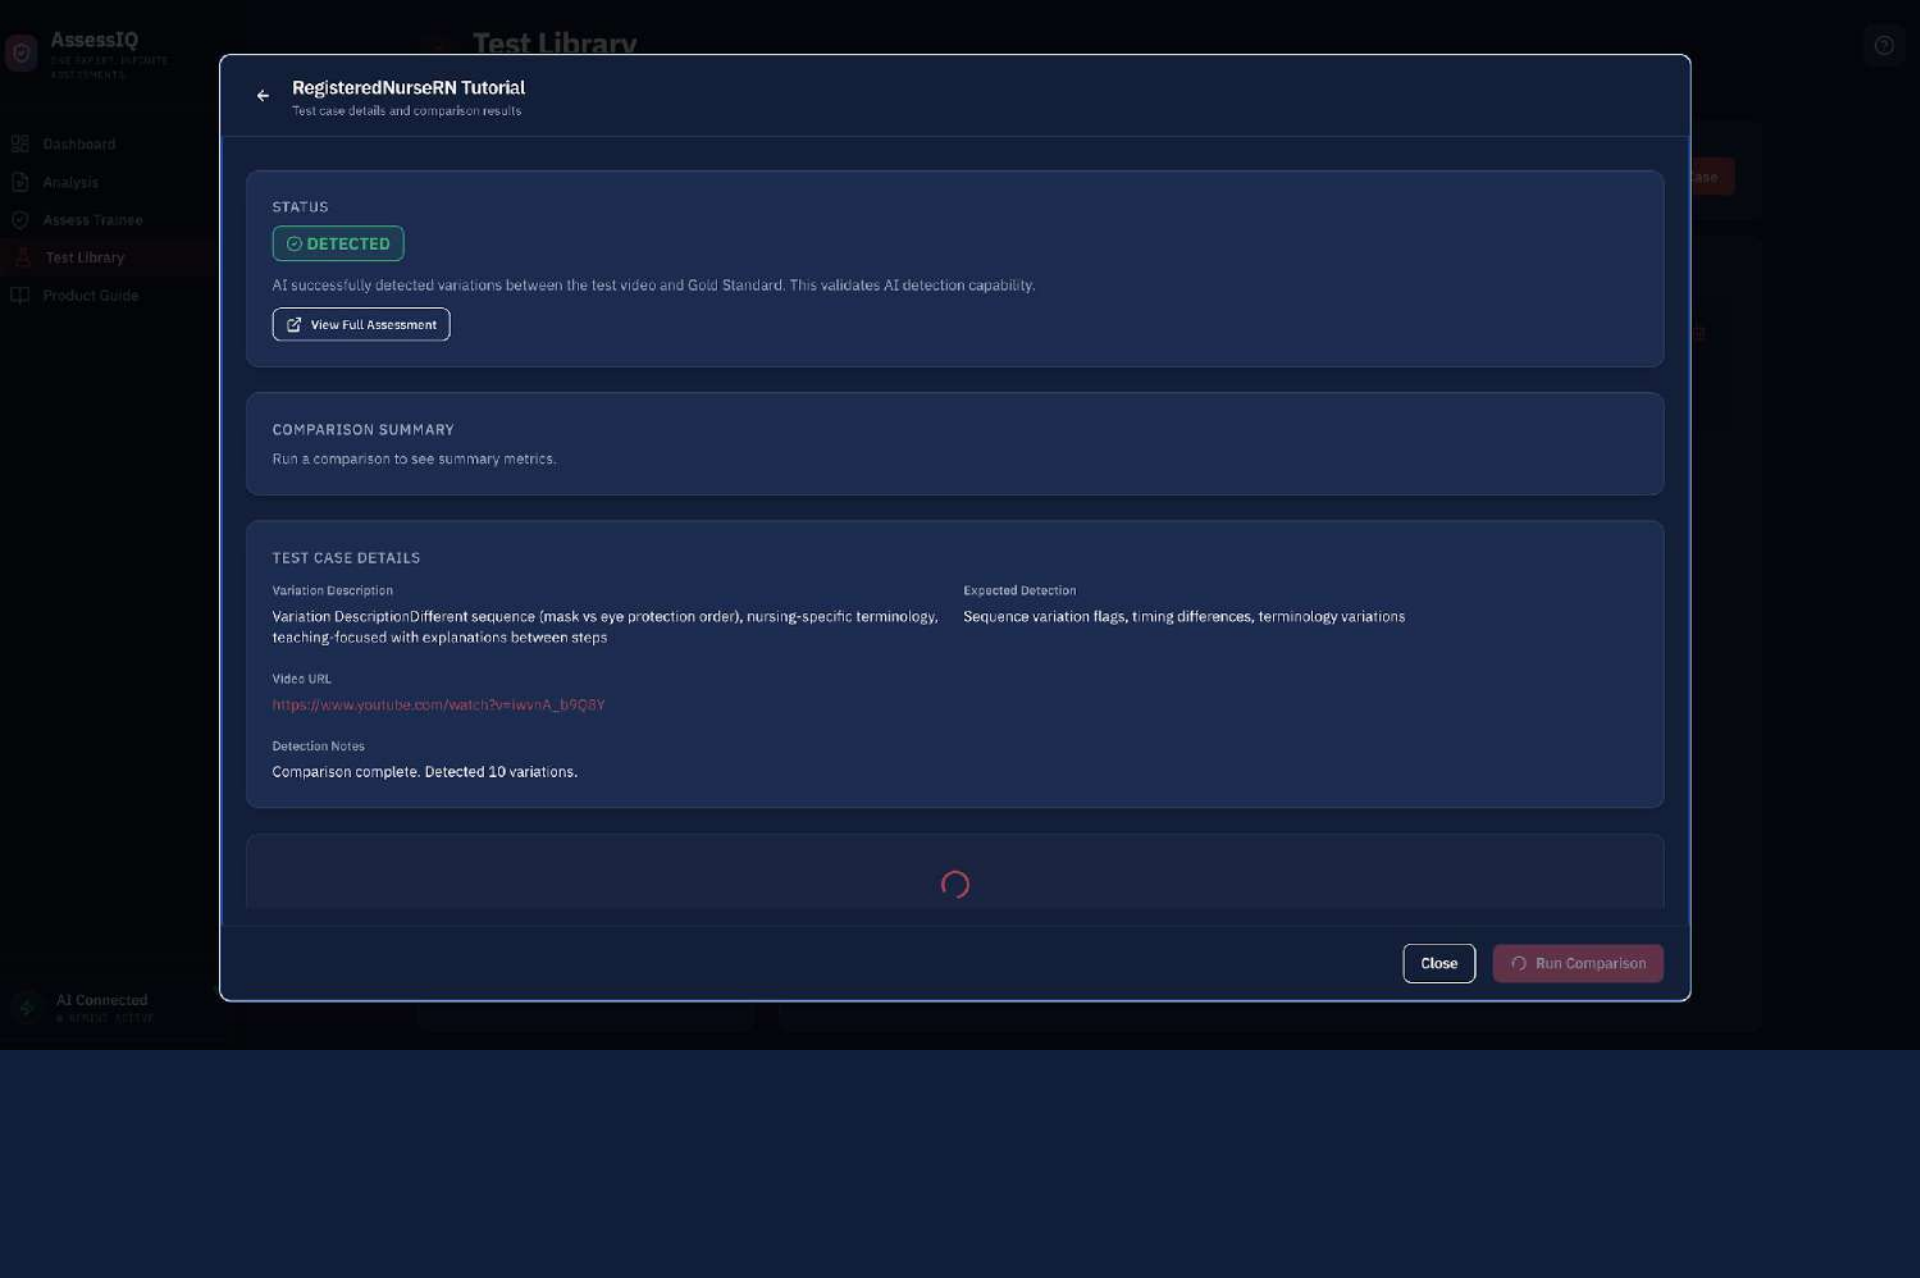 AssessIQ
Test Library
Dashboard
Analysis
Assess Trainee
Test Library
Product Guide
RegisteredNurseRN Tutorial
Test case details and comparison results
STATUS
DETECTED
AI successfully detected variations between the test video and Gold Standard. This validates AI detection capability.
View Full Assessment
COMPARISON SUMMARY
Run a comparison to see summary metrics.
TEST CASE DETAILS
Variation Description
Variation DescriptionDifferent sequence (mask vs eye protection order), nursing-specific terminology,
teaching-focused with explanations between steps
Expected Detection
Sequence variation flags, timing differences, terminology variations
Video URL
https://www.youtube.com/watch?v=iwvnA_b9Q8Y
Detection Notes
Comparison complete. Detected 10 variations.
Close
Run Comparison
AI Connected